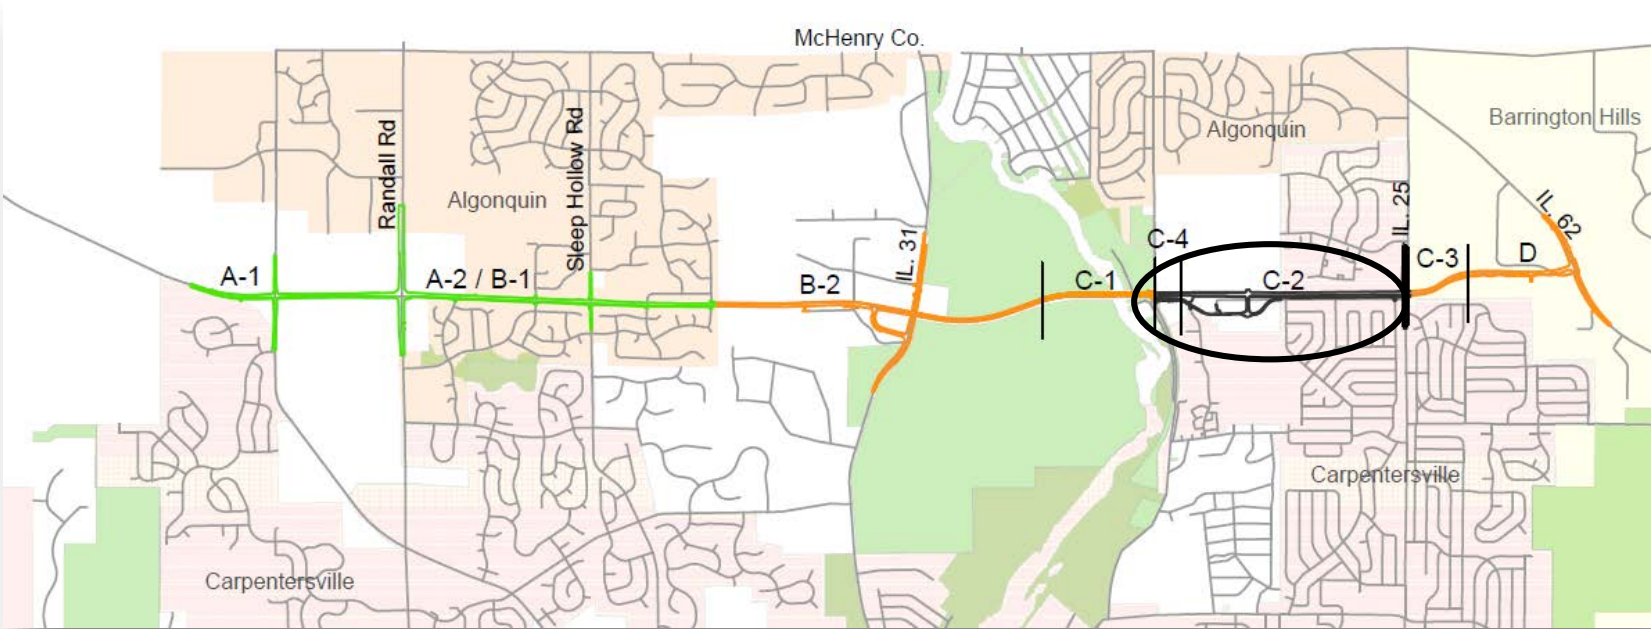 McHenry Co.
Barrington Hills
Algonquin
Randall Rd
Sleep Hollow Rd
Algonquin
IL. 25
IL. 62
IL. 31
C-4
A-1
A-2 / B-1
B-2
C-1
C-2
C-3
D
Carpentersville
Carpentersville